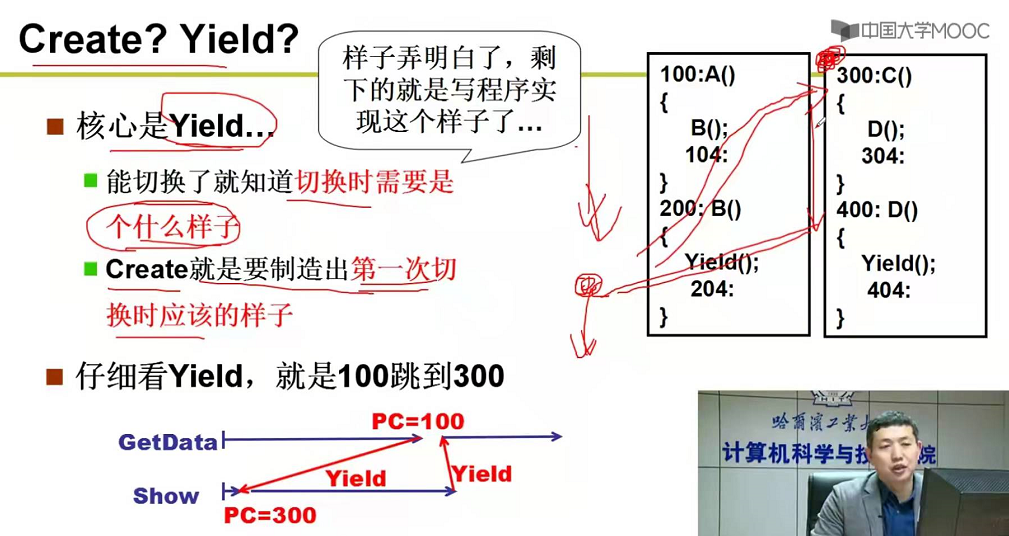 Create? Yield?
中国大学MOOC
样子弄明白了，剩
下的就是写程序实
现这个样子了…
核心是Yield…
能切换了就知道切换时需要是
个什么样子
Create就是要制造出第一次切
换时应该的样子
仔细看Yield，就是100跳到300
PC=100
GetData
Yield
Yield
Show
PC=300
100:A()
{
B();
104:
}
200: B()
{
Yield();
204:
}
300:C()
{
D();
304:
}
400: D()
{
Yield();
404:
}
哈尔滨工业大
计算机科学与技
院